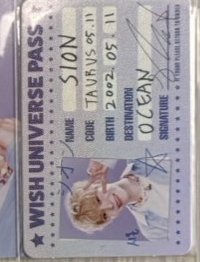 ★ WISH UNIVERSE PASS ★
NAME SION
CODE TAURUS 05.11
BIRTH 2002.05.11
DESTINATION
OCEAN
SIGNATURE